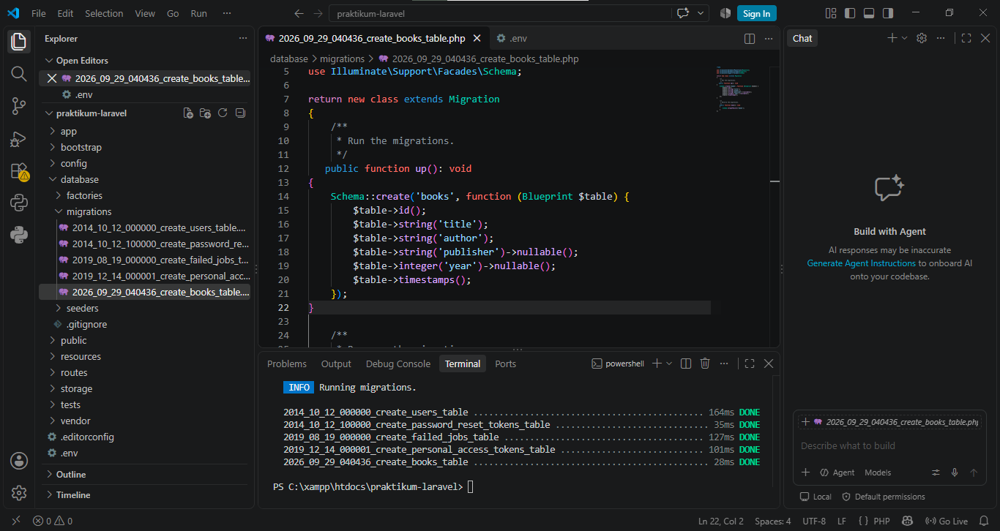 File Edit Selection View Go Run ···
praktikum-laravel
Sign In
Explorer
Open Editors
2026_09_29_040436_create_books_table...
.env
praktikum-laravel
app
bootstrap
config
database
factories
migrations
2014_10_12_000000_create_users_table....
2014_10_12_100000_create_password_re...
2019_08_19_000000_create_failed_jobs_t...
2019_12_14_000001_create_personal_acc...
2026_09_29_040436_create_books_table....
seeders
.gitignore
public
resources
routes
storage
tests
vendor
.editorconfig
.env
Outline
Timeline
2026_09_29_040436_create_books_table.php
.env
database > migrations > 2026_09_29_040436_create_books_table.php
5 use Illuminate\Support\Facades\Schema;
6
7 return new class extends Migration
8 {
9 /**
10 * Run the migrations.
11 */
12 public function up(): void
13 {
14 Schema::create('books', function (Blueprint $table) {
15 $table->id();
16 $table->string('title');
17 $table->string('author');
18 $table->string('publisher')->nullable();
19 $table->integer('year')->nullable();
20 $table->timestamps();
21 });
22 }
23
24 /**
Problems Output Debug Console Terminal Ports
powershell
INFO Running migrations.
2014_10_12_000000_create_users_table ......................................... 164ms DONE
2014_10_12_100000_create_password_reset_tokens_table ........................... 35ms DONE
2019_08_19_000000_create_failed_jobs_table ................................... 127ms DONE
2019_12_14_000001_create_personal_access_tokens_table ......................... 101ms DONE
2026_09_29_040436_create_books_table .......................................... 28ms DONE
PS C:\xampp\htdocs\praktikum-laravel>
Chat
Build with Agent
AI responses may be inaccurate
Generate Agent Instructions to onboard AI
onto your codebase.
2026_09_29_040436_create_books_table.php
Describe what to build
Agent Models
Local Default permissions
0 0
Ln 22, Col 2 Spaces: 4 UTF-8 LF { } PHP Go Live